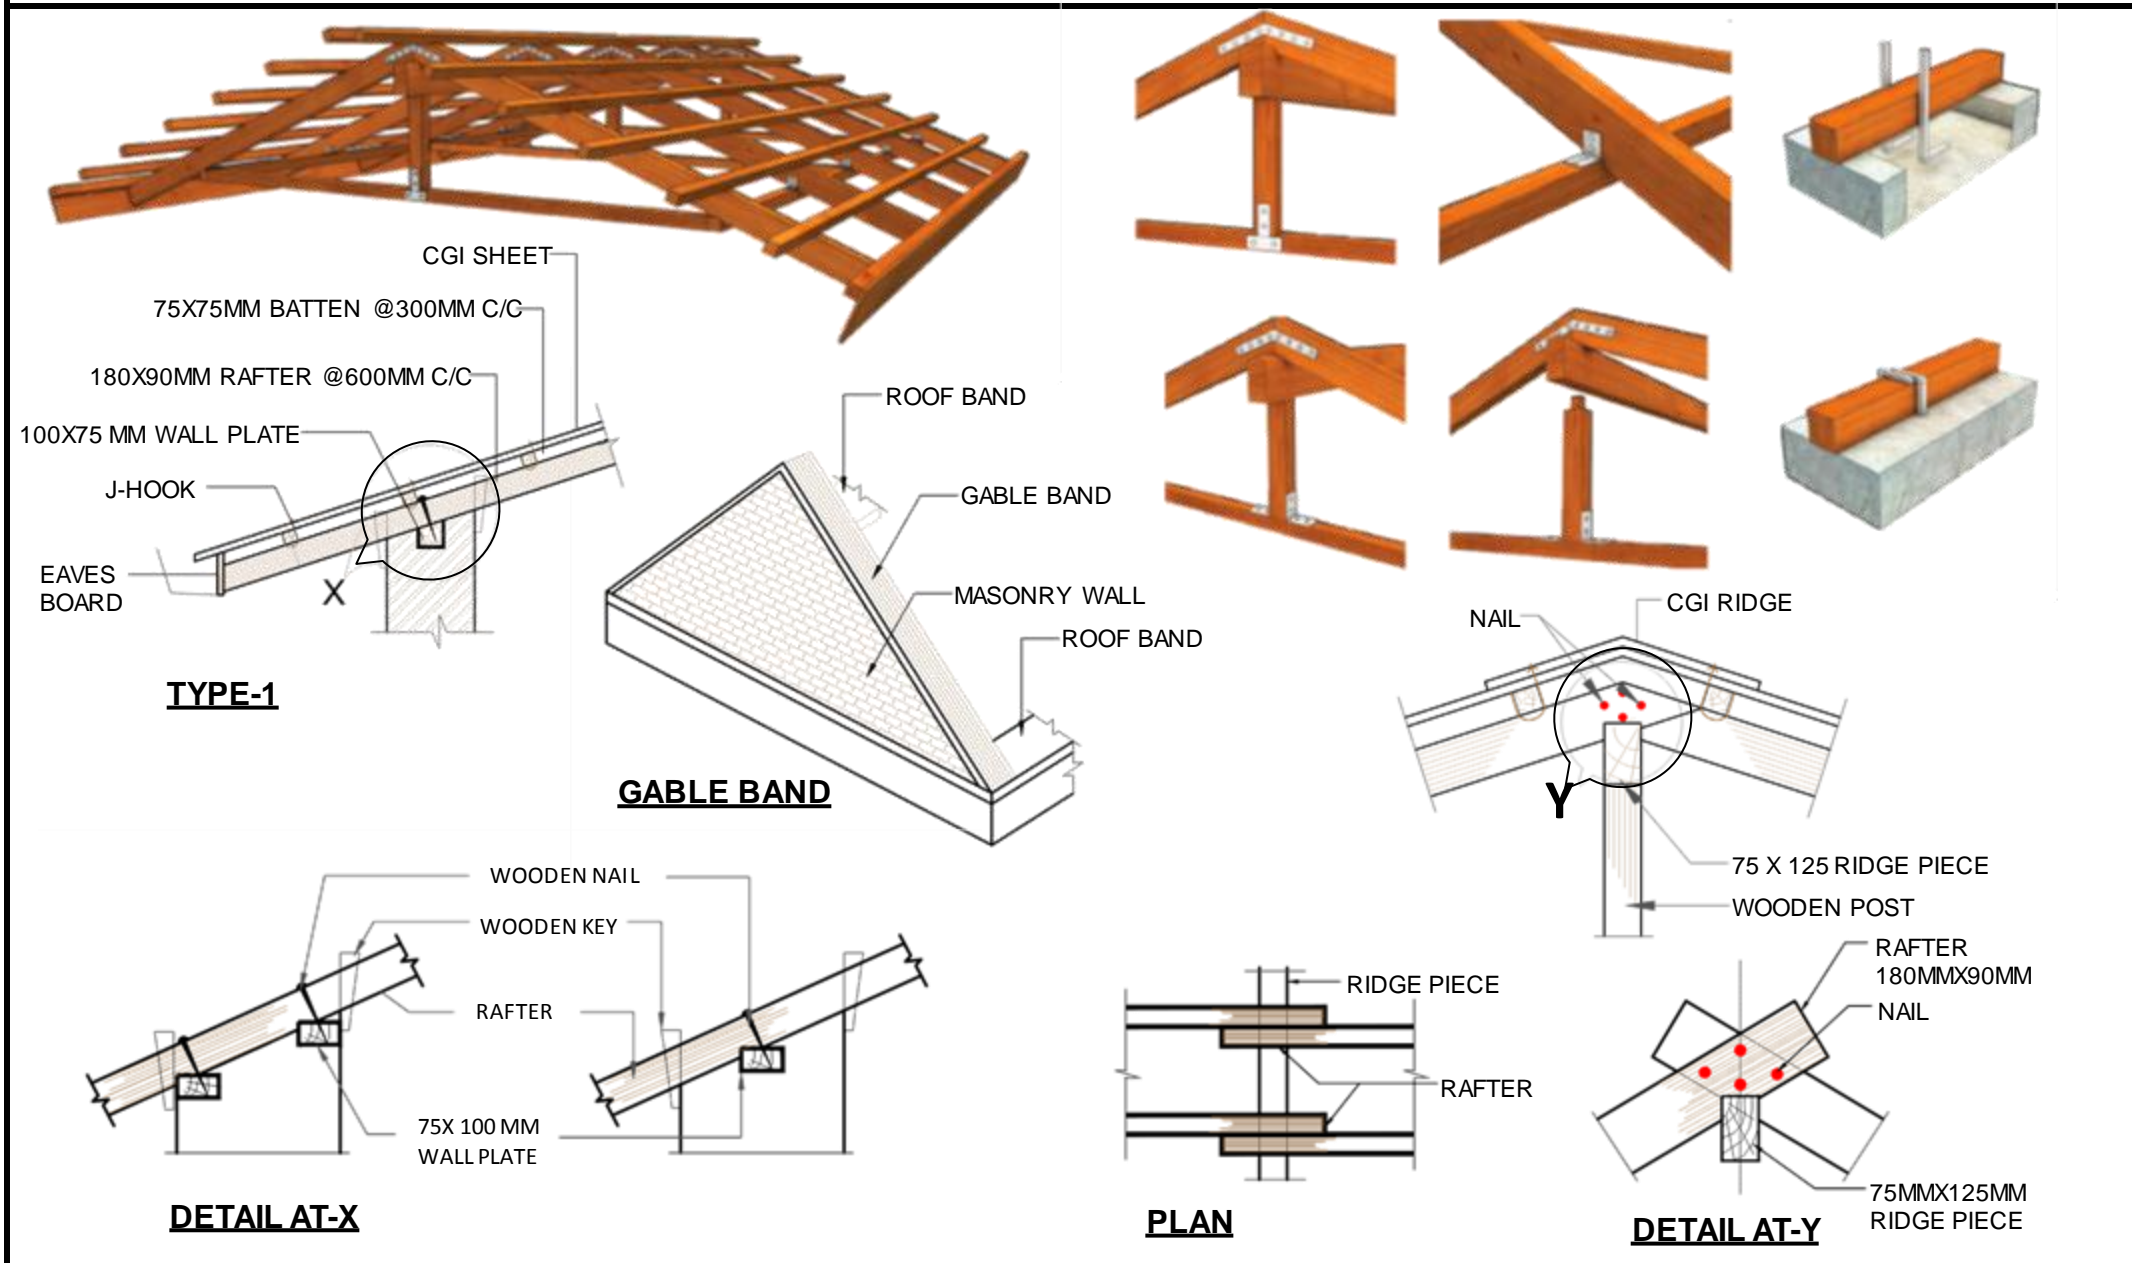 CGI SHEET
75X75MM BATTEN @300MM C/C
180X90MM RAFTER @600MM C/C
100X75 MM WALL PLATE
J-HOOK
EAVES
BOARD
X
TYPE-1
ROOF BAND
GABLE BAND
MASONRY WALL
ROOF BAND
GABLE BAND
NAIL
CGI RIDGE
Y
75 X 125 RIDGE PIECE
WOODEN POST
WOODEN NAIL
WOODEN KEY
RAFTER
75X 100 MM
WALL PLATE
DETAIL AT-X
RIDGE PIECE
RAFTER
PLAN
RAFTER
180MMX90MM
NAIL
75MMX125MM
RIDGE PIECE
DETAIL AT-Y